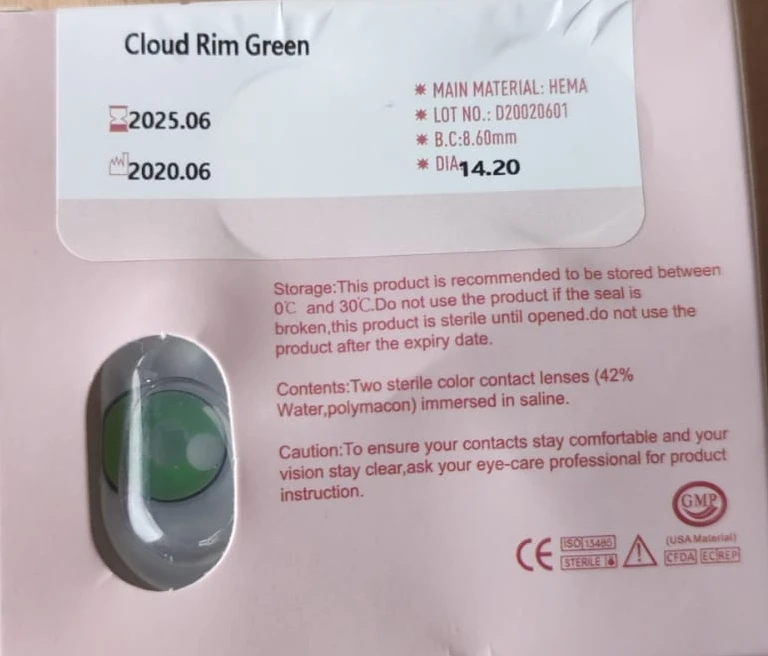 Cloud Rim Green
2025.06
2020.06
✷ MAIN MATERIAL: HEMA
✷ LOT NO.: D20020601
✷ B.C:8.60mm
✷ DIA 14.20
Storage:This product is recommended to be stored between
0℃ and 30℃.Do not use the product if the seal is
broken,this product is sterile until opened.do not use the
product after the expiry date.
Contents:Two sterile color contact lenses (42%
Water,polymacon) immersed in saline.
Caution:To ensure your contacts stay comfortable and your
vision stay clear,ask your eye-care professional for product
instruction.
GMP
(USA Material)
CE ISO 13485
STERILE
CFDA EC REP